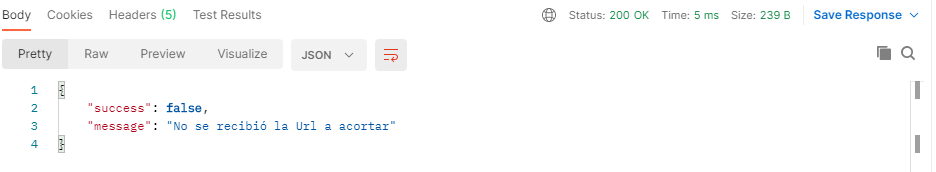 Body Cookies Headers (5) Test Results Status: 200 OK Time: 5 ms Size: 239 B Save Response
Pretty Raw Preview Visualize JSON
1 {
2 "success": false,
3 "message": "No se recibió la Url a acortar"
4 }